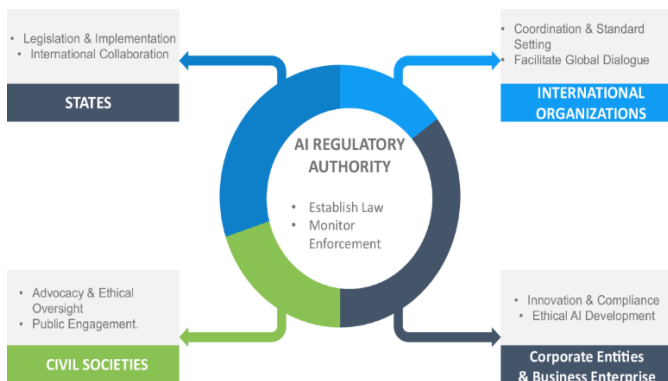 • Legislation & Implementation
• International Collaboration
STATES
• Coordination & Standard
Setting
• Facilitate Global Dialogue
INTERNATIONAL
ORGANIZATIONS
AI REGULATORY
AUTHORITY
• Establish Law
• Monitor
Enforcement
• Advocacy & Ethical
Oversight
• Public Engagement.
CIVIL SOCIETIES
• Innovation & Compliance
• Ethical AI Development
Corporate Entities
& Business Enterprise